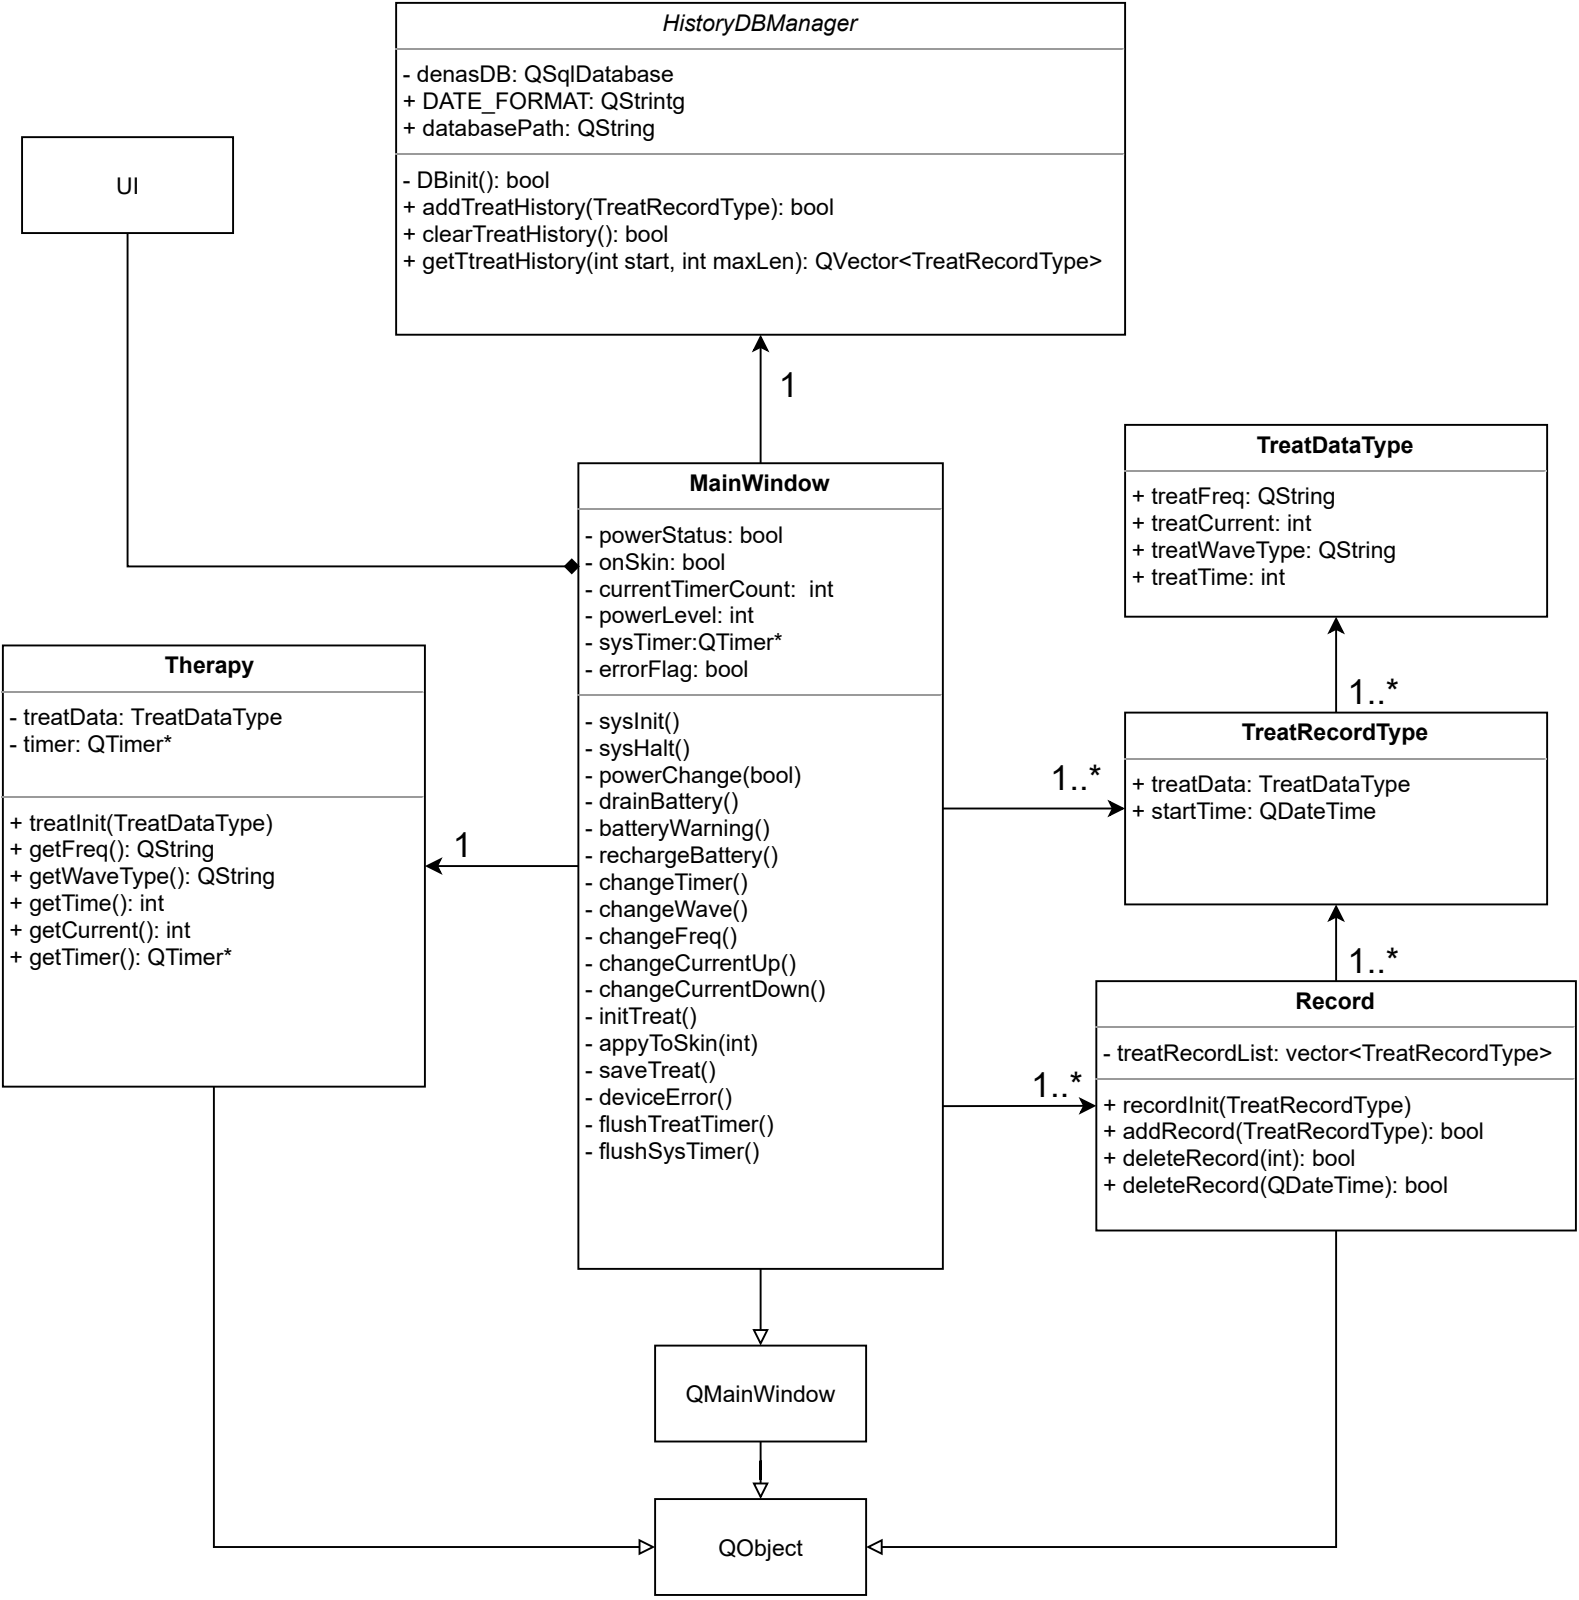 HistoryDBManager
- denasDB: QSqlDatabase
+ DATE_FORMAT: QStrintg
+ databasePath: QString
- DBinit(): bool
+ addTreatHistory(TreatRecordType): bool
+ clearTreatHistory(): bool
+ getTtreatHistory(int start, int maxLen): QVector<TreatRecordType>
UI
1
MainWindow
- powerStatus: bool
- onSkin: bool
- currentTimerCount:  int
- powerLevel: int
- sysTimer:QTimer*
- errorFlag: bool
- sysInit()
- sysHalt()
- powerChange(bool)
- drainBattery()
- batteryWarning()
- rechargeBattery()
- changeTimer()
- changeWave()
- changeFreq()
- changeCurrentUp()
- changeCurrentDown()
- initTreat()
- appyToSkin(int)
- saveTreat()
- deviceError()
- flushTreatTimer()
- flushSysTimer()
TreatDataType
+ treatFreq: QString
+ treatCurrent: int
+ treatWaveType: QString
+ treatTime: int
1..*
TreatRecordType
+ treatData: TreatDataType
+ startTime: QDateTime
1..*
1..*
Record
- treatRecordList: vector<TreatRecordType>
+ recordInit(TreatRecordType)
+ addRecord(TreatRecordType): bool
+ deleteRecord(int): bool
+ deleteRecord(QDateTime): bool
1..*
Therapy
- treatData: TreatDataType
- timer: QTimer*
+ treatInit(TreatDataType)
+ getFreq(): QString
+ getWaveType(): QString
+ getTime(): int
+ getCurrent(): int
+ getTimer(): QTimer*
1
QMainWindow
QObject